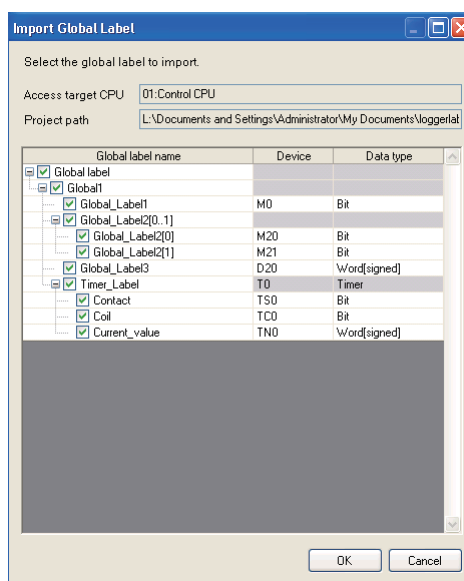 Import Global Label
Select the global label to import.
Access target CPU 01:Control CPU
Project path L:\Documents and Settings\Administrator\My Documents\loggerlab
Global label name Device Data type
Global label
Global1
Global_Label1 M0 Bit
Global_Label2[0..1]
Global_Label2[0] M20 Bit
Global_Label2[1] M21 Bit
Global_Label3 D20 Word[signed]
Timer_Label T0 Timer
Contact TS0 Bit
Coil TC0 Bit
Current_value TN0 Word[signed]
OK Cancel